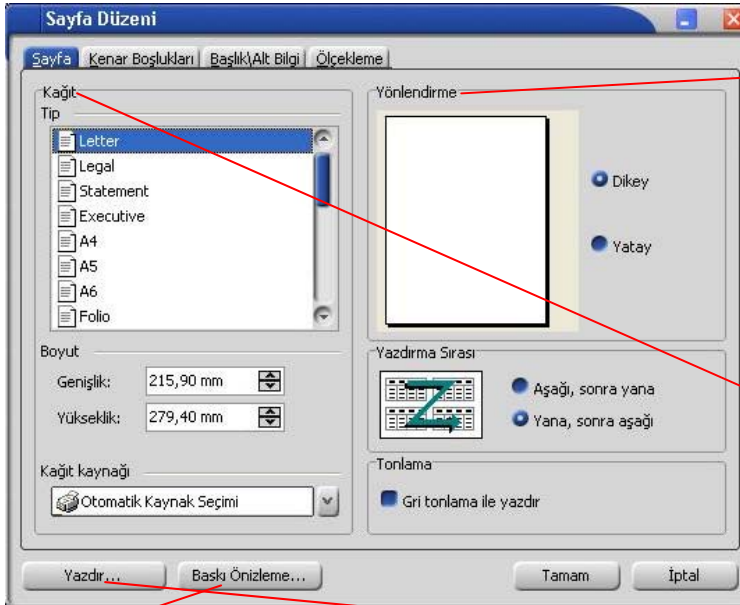 Sayfa Düzeni
Sayfa Kenar Boşlukları Başlık\Alt Bilgi Ölçekleme
Kağıt
Tip
Letter
Legal
Statement
Executive
A4
A5
A6
Folio
Boyut
Genişlik: 215,90 mm
Yükseklik: 279,40 mm
Kağıt kaynağı
Otomatik Kaynak Seçimi
Yönlendirme
Dikey
Yatay
Yazdırma Sırası
Aşağı, sonra yana
Yana, sonra aşağı
Tonlama
Gri tonlama ile yazdır
Yazdır... Baskı Önizleme... Tamam İptal